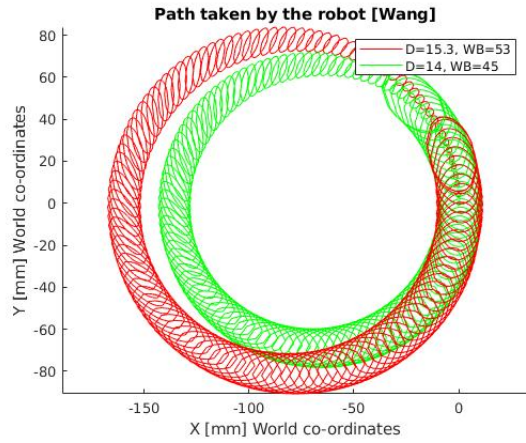 Path taken by the robot [Wang]
D=15.3, WB=53
D=14, WB=45
80
60
40
20
0
-20
-40
-60
-80
Y [mm] World co-ordinates
-150
-100
-50
0
X [mm] World co-ordinates